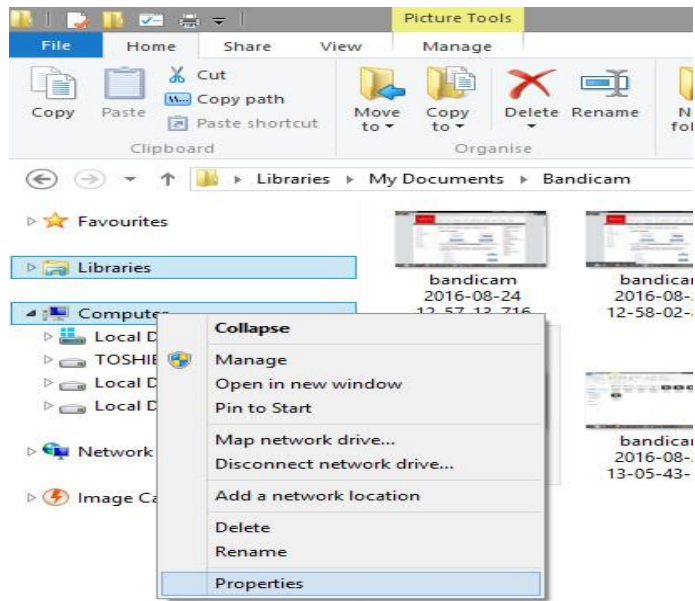 Picture Tools
File Home Share View Manage
Copy
Paste
Cut
Copy path
Paste shortcut
Clipboard
Move to
Copy to
Delete
Rename
Organise
Libraries My Documents Bandicam
Favourites
Libraries
Computer
Local D
TOSHIB
Local D
Local D
Network
Image Ca
bandicam
2016-08-24
12-57-13-716
bandicam
2016-08-
12-58-02-
bandicam
2016-08-
13-05-43-
Collapse
Manage
Open in new window
Pin to Start
Map network drive...
Disconnect network drive...
Add a network location
Delete
Rename
Properties